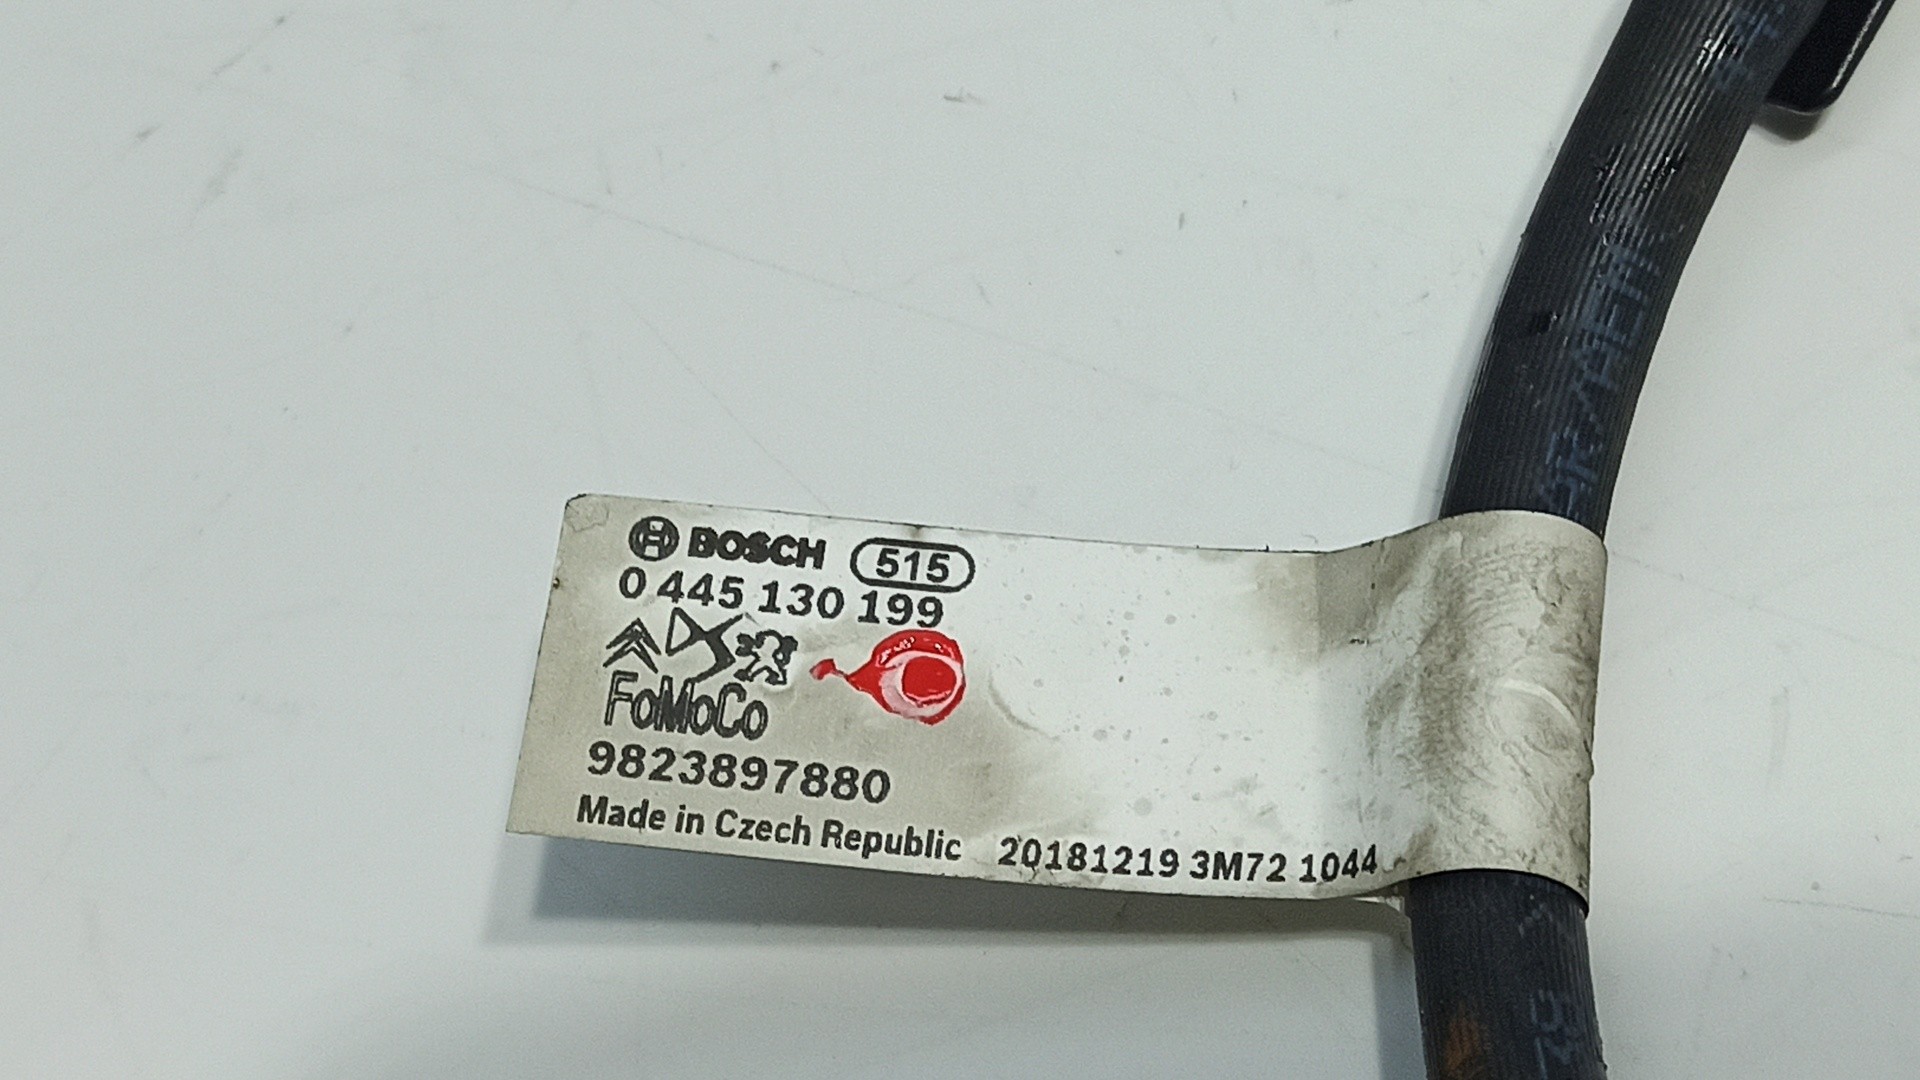 BOSCH 515
0 445 130 199
FoMoCo
9823897880
Made in Czech Republic 20181219 3M72 1044